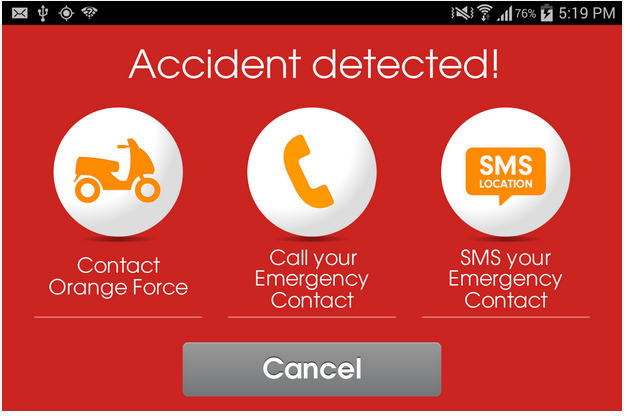 76% 5:19 PM
Accident detected!
SMS
LOCATION
Contact
Orange Force
Call your
Emergency
Contact
SMS your
Emergency
Contact
Cancel